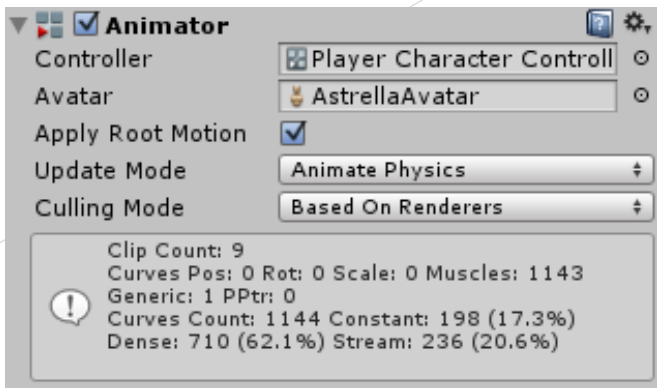 Animator
Controller Player Character Controll
Avatar AstrellaAvatar
Apply Root Motion
Update Mode Animate Physics
Culling Mode Based On Renderers
Clip Count: 9
Curves Pos: 0 Rot: 0 Scale: 0 Muscles: 1143
Generic: 1 PPtr: 0
Curves Count: 1144 Constant: 198 (17.3%)
Dense: 710 (62.1%) Stream: 236 (20.6%)